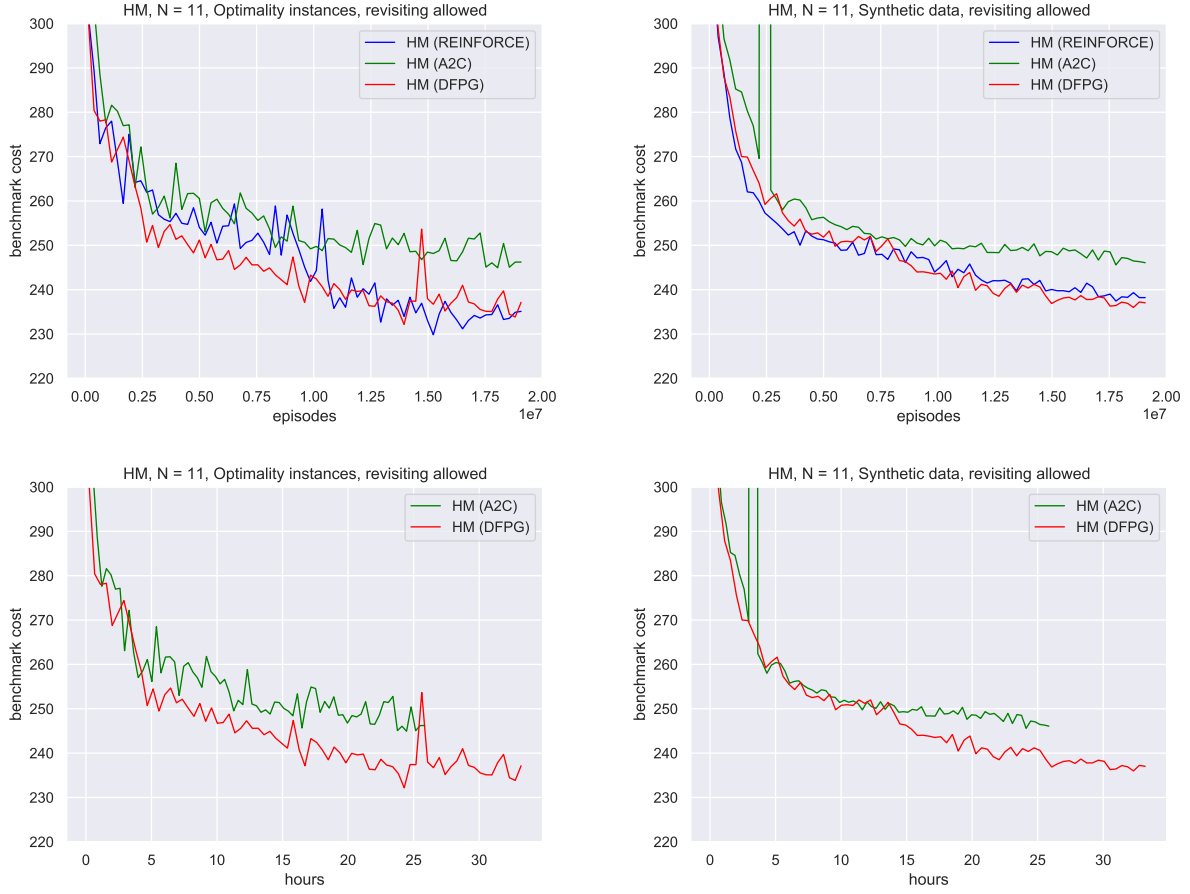 HM, N = 11, Optimality instances, revisiting allowed
300
290
280
270
260
250
240
230
220
benchmark cost
HM (REINFORCE)
HM (A2C)
HM (DFPG)
0.00 0.25 0.50 0.75 1.00 1.25 1.50 1.75 2.00
episodes
1e7
HM, N = 11, Synthetic data, revisiting allowed
300
290
280
270
260
250
240
230
220
benchmark cost
HM (REINFORCE)
HM (A2C)
HM (DFPG)
0.00 0.25 0.50 0.75 1.00 1.25 1.50 1.75 2.00
episodes
1e7
HM, N = 11, Optimality instances, revisiting allowed
300
290
280
270
260
250
240
230
220
benchmark cost
HM (A2C)
HM (DFPG)
0 5 10 15 20 25 30
hours
HM, N = 11, Synthetic data, revisiting allowed
300
290
280
270
260
250
240
230
220
benchmark cost
HM (A2C)
HM (DFPG)
0 5 10 15 20 25 30
hours